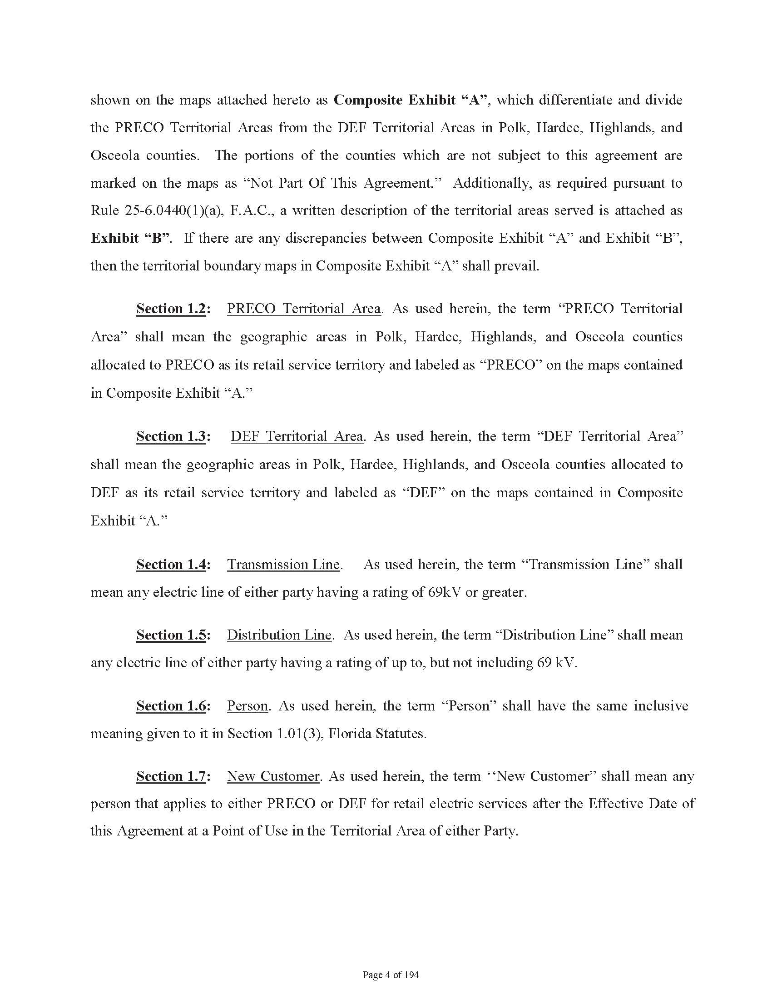 shown on the maps attached hereto as Composite Exhibit “A”, which differentiate and divide
the PRECO Territorial Areas from the DEF Territorial Areas in Polk, Hardee, Highlands, and
Osceola counties. The portions of the counties which are not subject to this agreement are
marked on the maps as “Not Part Of This Agreement.” Additionally, as required pursuant to
Rule 25-6.0440(1)(a), F.A.C., a written description of the territorial areas served is attached as
Exhibit “B”. If there are any discrepancies between Composite Exhibit “A” and Exhibit “B”,
then the territorial boundary maps in Composite Exhibit “A” shall prevail.
Section 1.2: PRECO Territorial Area. As used herein, the term “PRECO Territorial
Area” shall mean the geographic areas in Polk, Hardee, Highlands, and Osceola counties
allocated to PRECO as its retail service territory and labeled as “PRECO” on the maps contained
in Composite Exhibit “A.”
Section 1.3: DEF Territorial Area. As used herein, the term “DEF Territorial Area”
shall mean the geographic areas in Polk, Hardee, Highlands, and Osceola counties allocated to
DEF as its retail service territory and labeled as “DEF” on the maps contained in Composite
Exhibit “A.”
Section 1.4: Transmission Line. As used herein, the term “Transmission Line” shall
mean any electric line of either party having a rating of 69kV or greater.
Section 1.5: Distribution Line. As used herein, the term “Distribution Line” shall mean
any electric line of either party having a rating of up to, but not including 69 kV.
Section 1.6: Person. As used herein, the term “Person” shall have the same inclusive
meaning given to it in Section 1.01(3), Florida Statutes.
Section 1.7: New Customer. As used herein, the term ‘‘New Customer” shall mean any
person that applies to either PRECO or DEF for retail electric services after the Effective Date of
this Agreement at a Point of Use in the Territorial Area of either Party.
Page 4 of 194